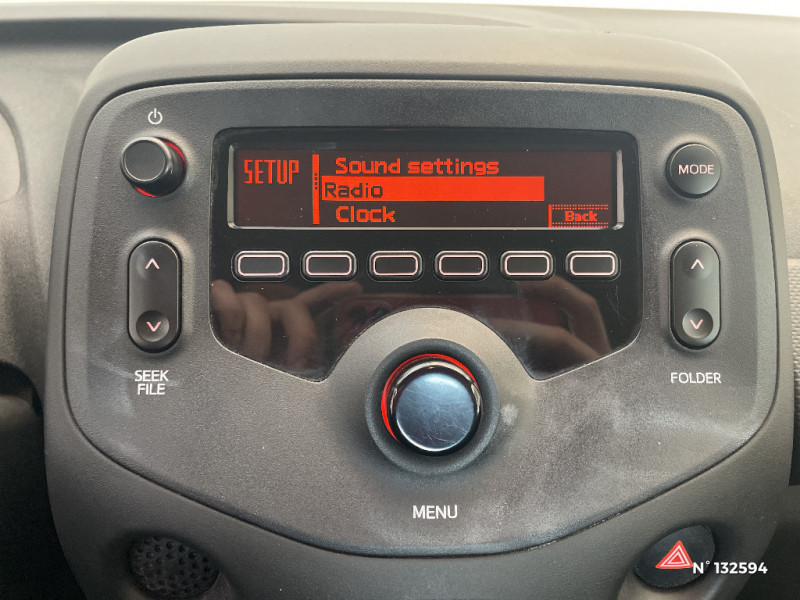 SETUP
Sound settings
Radio
Clock
Back
MODE
SEEK
FILE
FOLDER
MENU
N° 132594